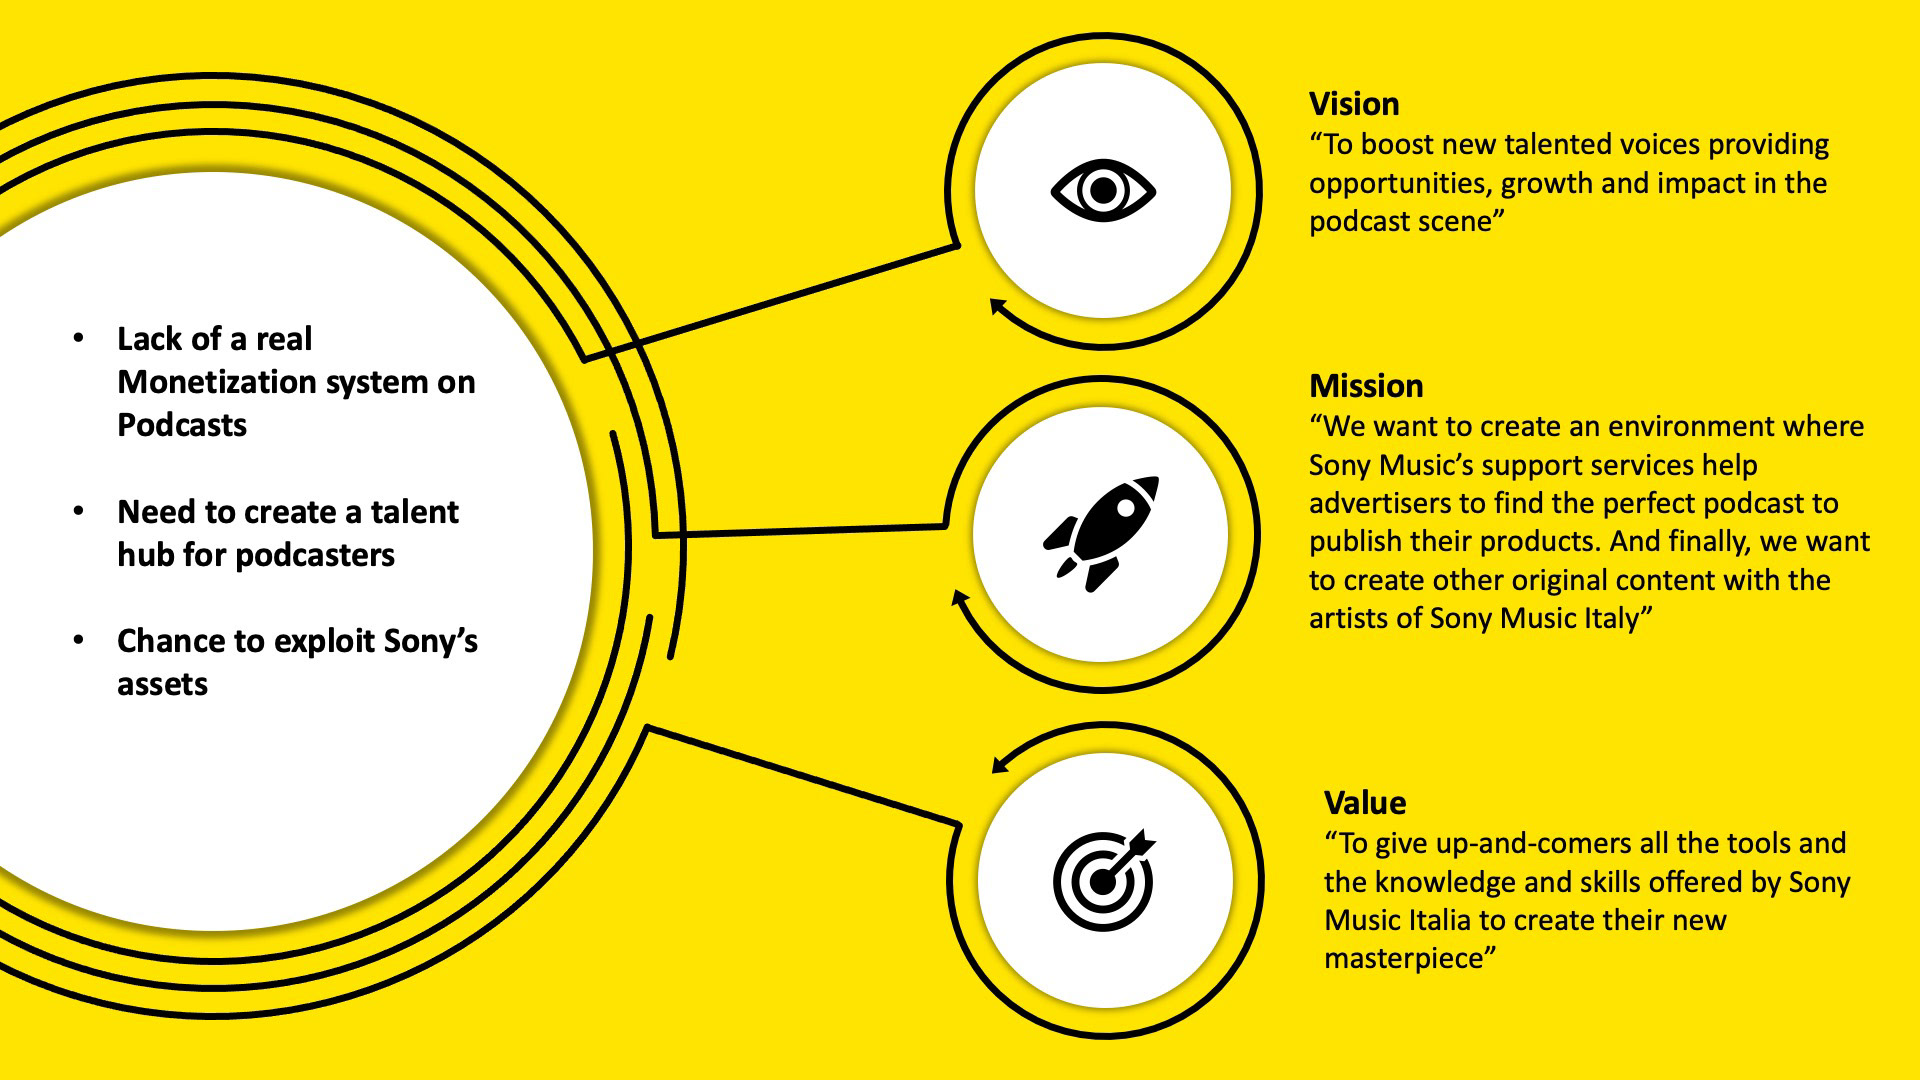 • Lack of a real
Monetization system on
Podcasts
• Need to create a talent
hub for podcasters
• Chance to exploit Sony’s
assets
Vision
“To boost new talented voices providing
opportunities, growth and impact in the
podcast scene”
Mission
“We want to create an environment where
Sony Music’s support services help
advertisers to find the perfect podcast to
publish their products. And finally, we want
to create other original content with the
artists of Sony Music Italy”
Value
“To give up-and-comers all the tools and
the knowledge and skills offered by Sony
Music Italia to create their new
masterpiece”